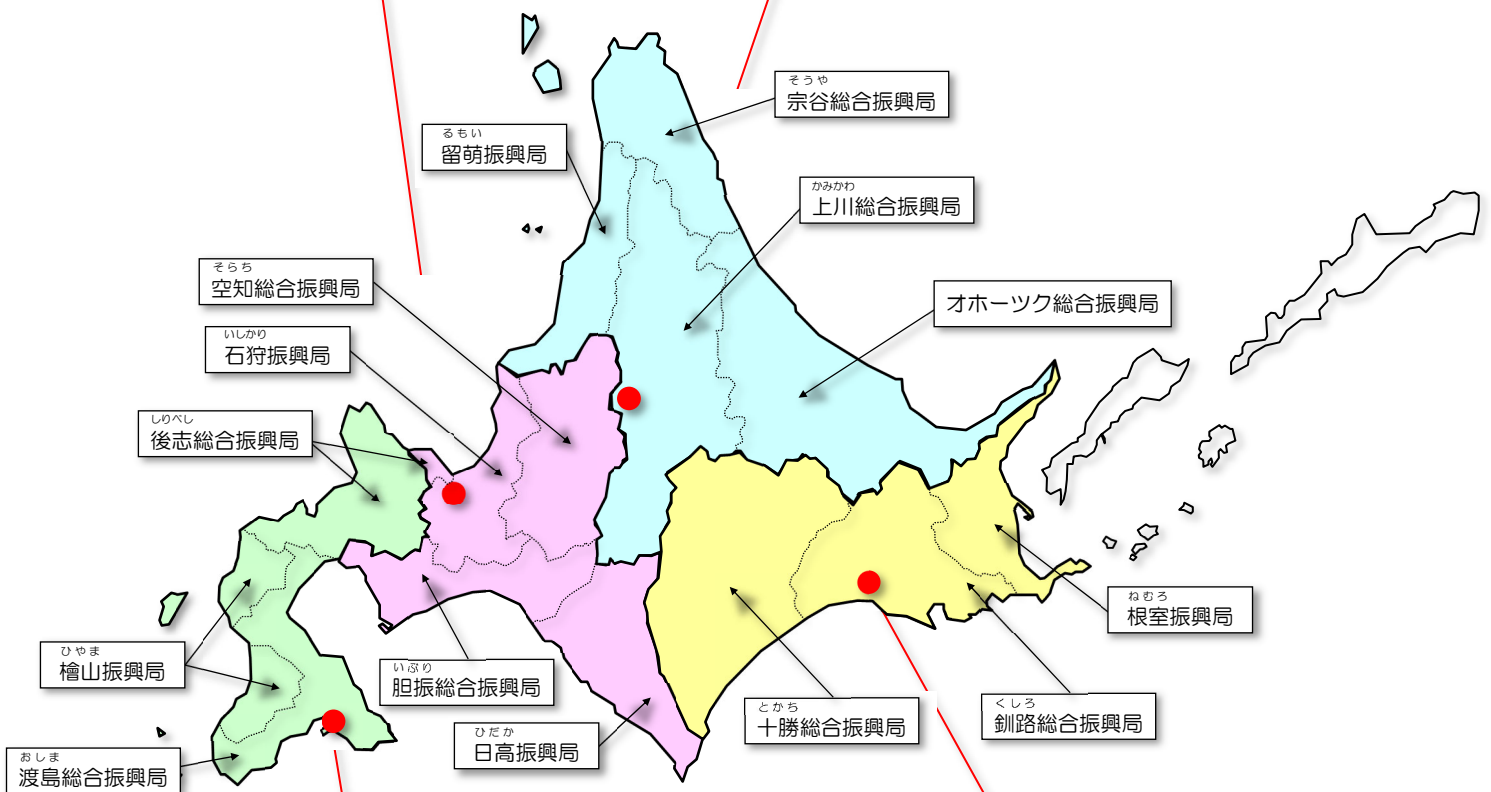 そうや
宗谷総合振興局
るもい
留萌振興局
かみかわ
上川総合振興局
そらち
空知総合振興局
オホーツク総合振興局
いしかり
石狩振興局
しりべし
後志総合振興局
ねむろ
根室振興局
ひやま
檜山振興局
いぶり
胆振総合振興局
くしろ
釧路総合振興局
とかち
十勝総合振興局
ひだか
日高振興局
おしま
渡島総合振興局